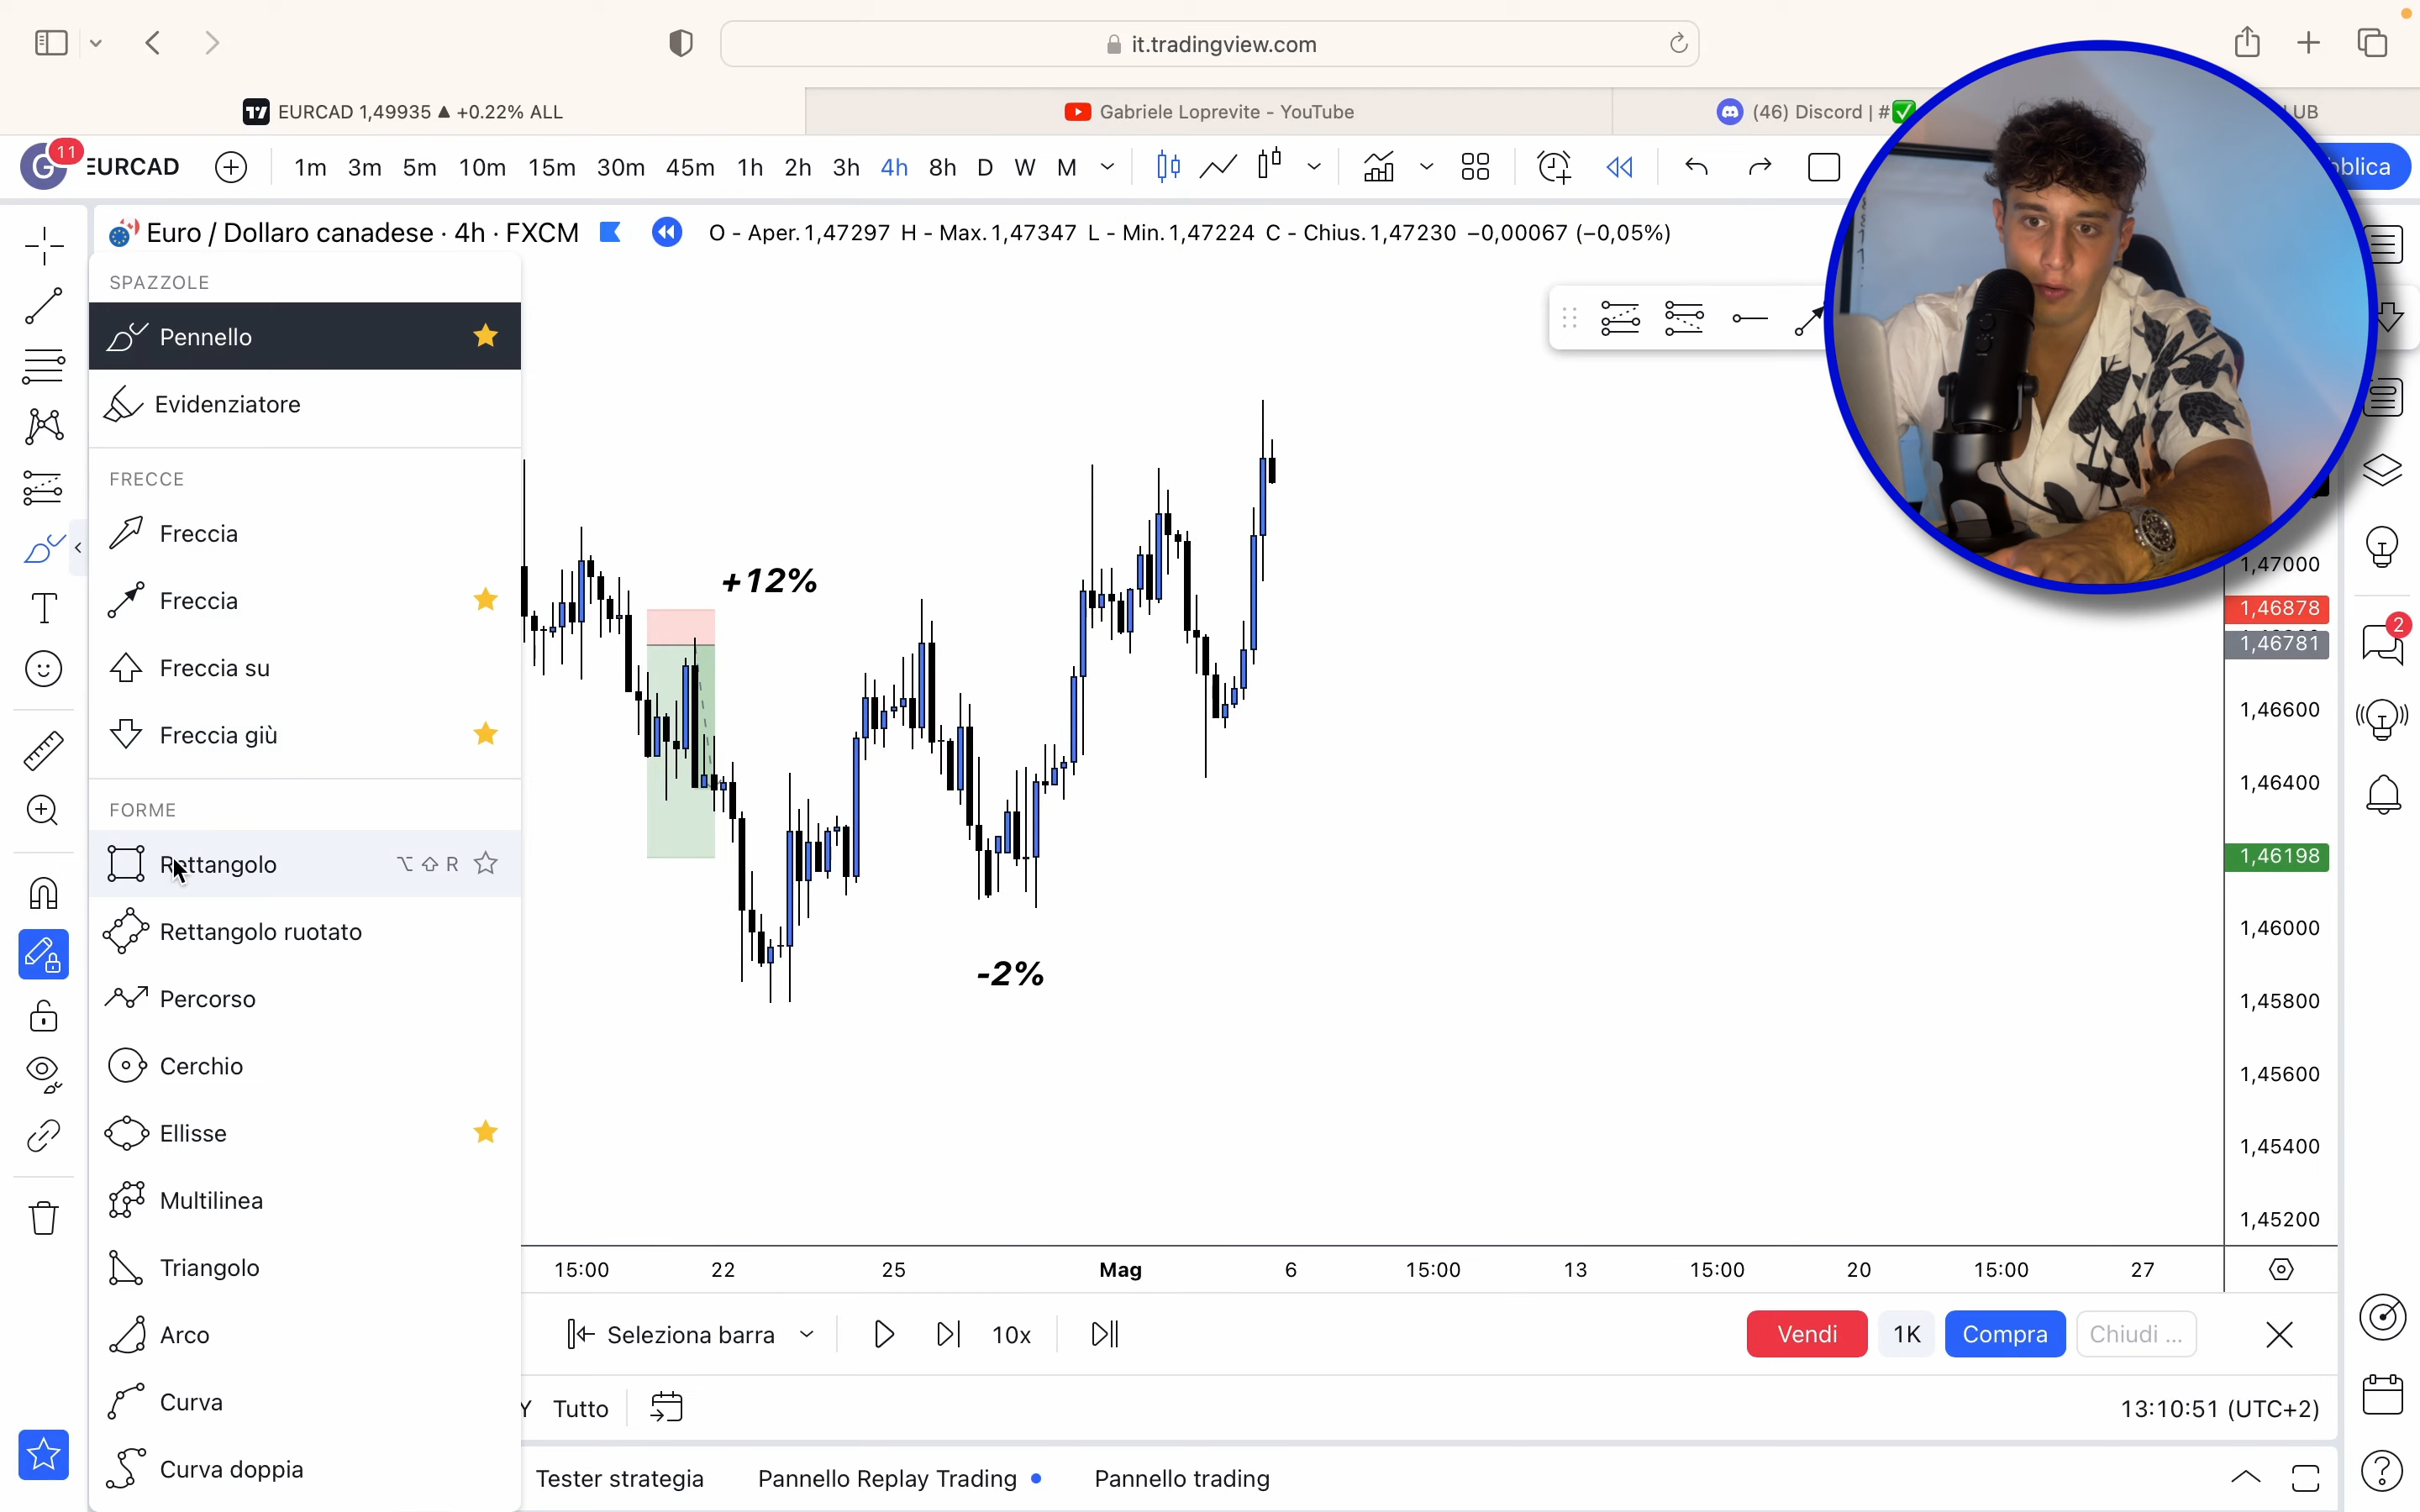 it.tradingview.com
EURCAD 1,49935 ▲ +0.22% ALL
Gabriele Loprevite - YouTube
(46) Discord | #✅
LUB
G
11
EURCAD
1m 3m 5m 10m 15m 30m 45m 1h 2h 3h 4h 8h D W M
bblica
Euro / Dollaro canadese · 4h · FXCM
O - Aper. 1,47297 H - Max. 1,47347 L - Min. 1,47224 C - Chius. 1,47230 −0,00067 (−0,05%)
SPAZZOLE
Pennello
Evidenziatore
FRECCE
Freccia
Freccia
Freccia su
Freccia giù
FORME
Rettangolo ⌥ ⇧ R
Rettangolo ruotato
Percorso
Cerchio
Ellisse
Multilinea
Triangolo
Arco
Curva
Curva doppia
+12%
-2%
1,47000
1,46878
1,46781
1,46600
1,46400
1,46198
1,46000
1,45800
1,45600
1,45400
1,45200
2
15:00 22 25 Mag 6 15:00 13 15:00 20 15:00 27
Seleziona barra 10x
Vendi 1K Compra Chiudi ...
Y Tutto
13:10:51 (UTC+2)
Tester strategia Pannello Replay Trading Pannello trading